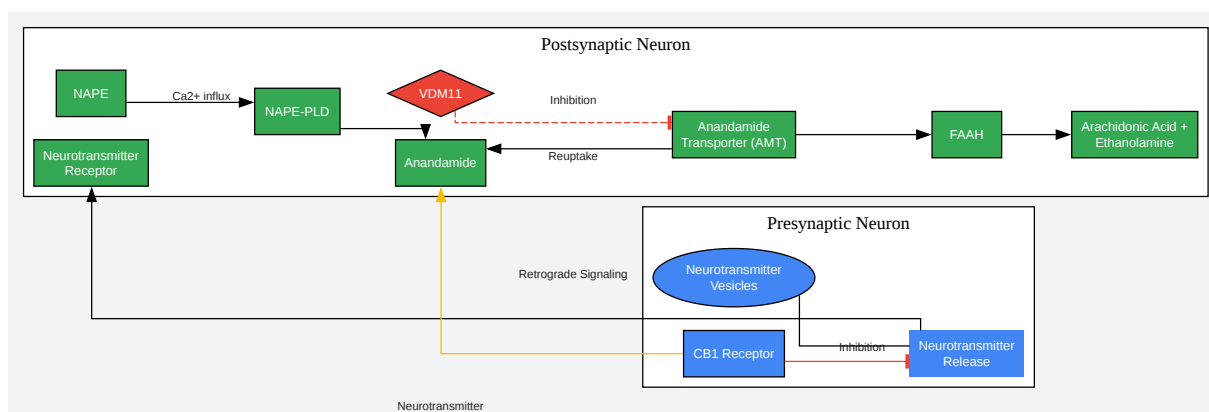 Postsynaptic Neuron
NAPE
Ca2+ influx
NAPE-PLD
VDM11
Inhibition
Anandamide
Transporter (AMT)
FAAH
Arachidonic Acid +
Ethanolamine
Neurotransmitter
Receptor
Anandamide
Reuptake
Presynaptic Neuron
Retrograde Signaling
Neurotransmitter
Vesicles
CB1 Receptor
Inhibition
Neurotransmitter
Release
Neurotransmitter